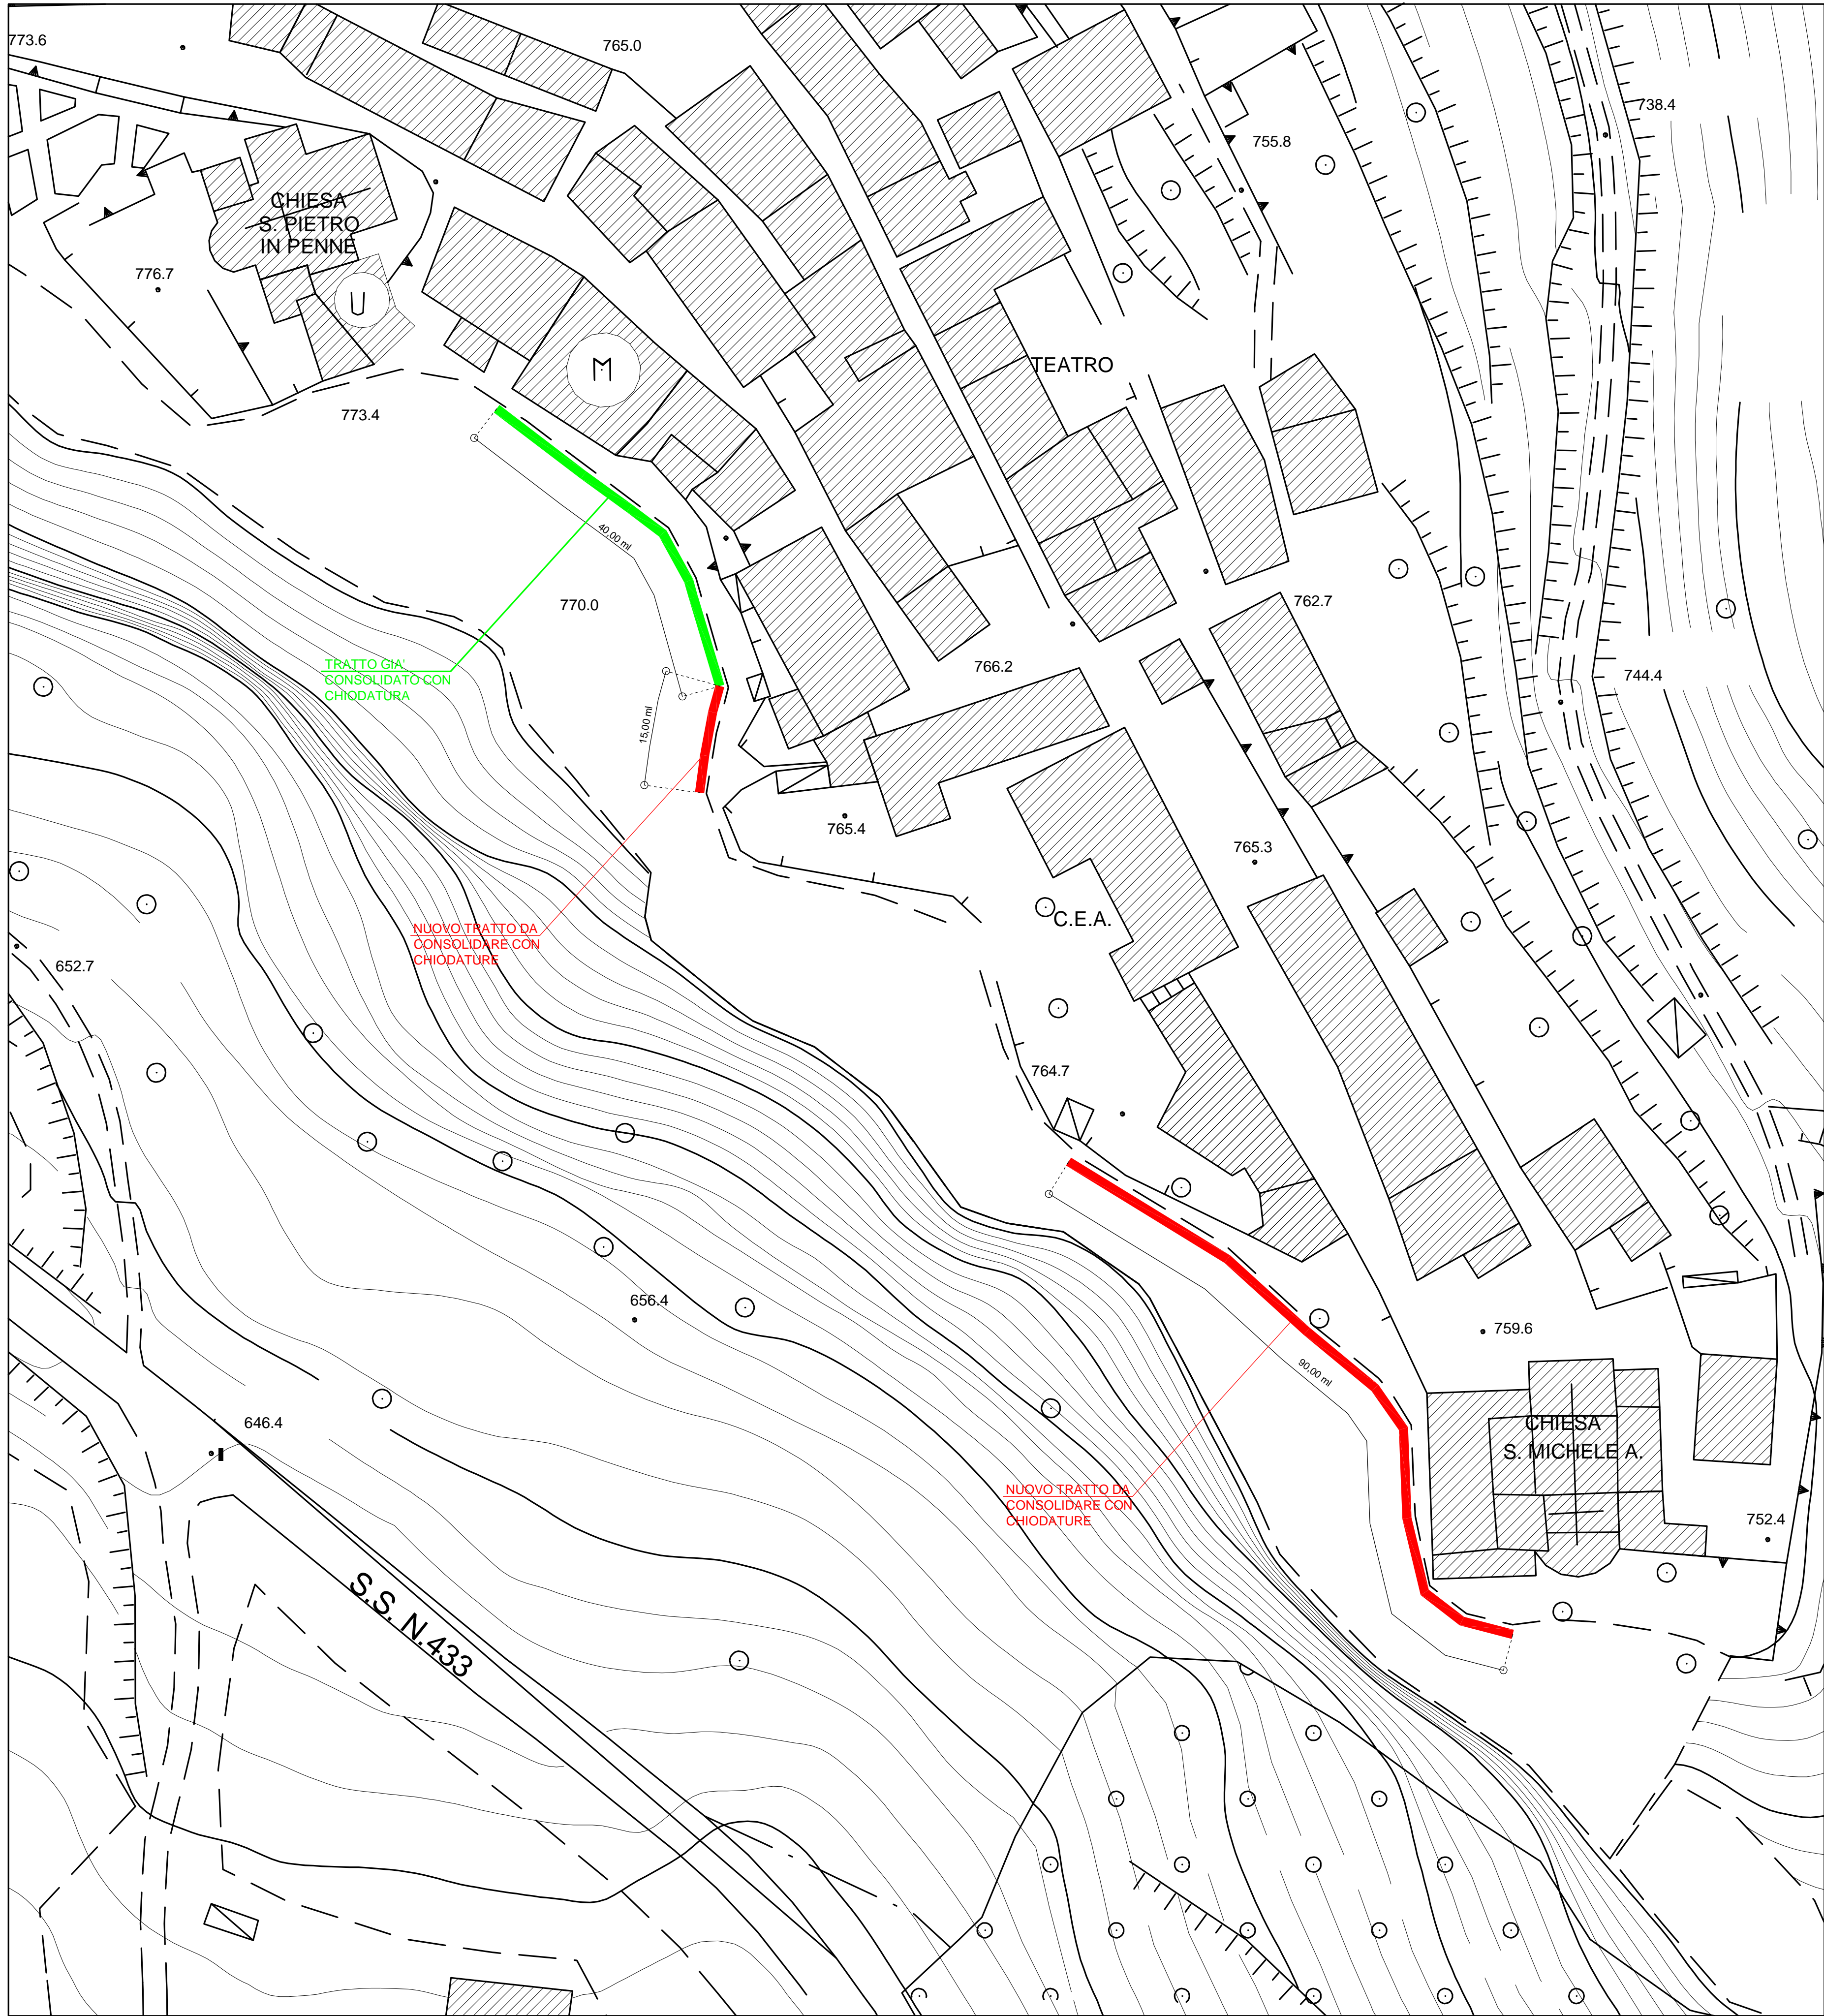 773.6
765.0
738.4
755.8
CHIESA
S. PIETRO
IN PENNE
776.7
U
M
TEATRO
773.4
40,00 ml
770.0
762.7
TRATTO GIA'
CONSOLIDATO CON
CHIODATURA
766.2
744.4
15,00 ml
765.4
765.3
C.E.A.
NUOVO TRATTO DA
CONSOLIDARE CON
CHIODATURE
652.7
764.7
656.4
759.6
90,00 ml
646.4
CHIESA
S. MICHELE A.
NUOVO TRATTO DA
CONSOLIDARE CON
CHIODATURE
752.4
S.S. N.433